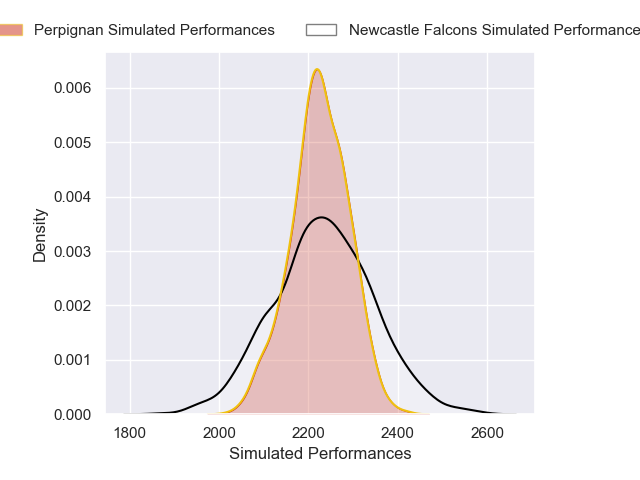 Perpignan Simulated Performances
Newcastle Falcons Simulated Performance
0.006
0.005
0.004
0.003
0.002
0.001
0.000
Density
1800 2000 2200 2400 2600
Simulated Performances